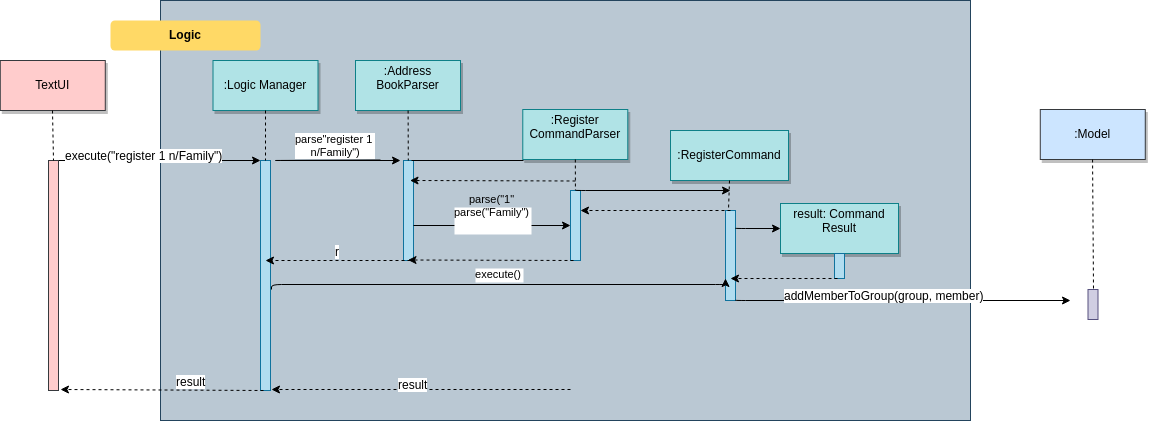 Logic
TextUI
:Logic Manager
:Address
BookParser
:Register
CommandParser
:RegisterCommand
:Model
execute("register 1 n/Family")
parse"register 1
n/Family")
parse("1"
parse("Family")
result: Command
Result
r
execute()
addMemberToGroup(group, member)
result
result